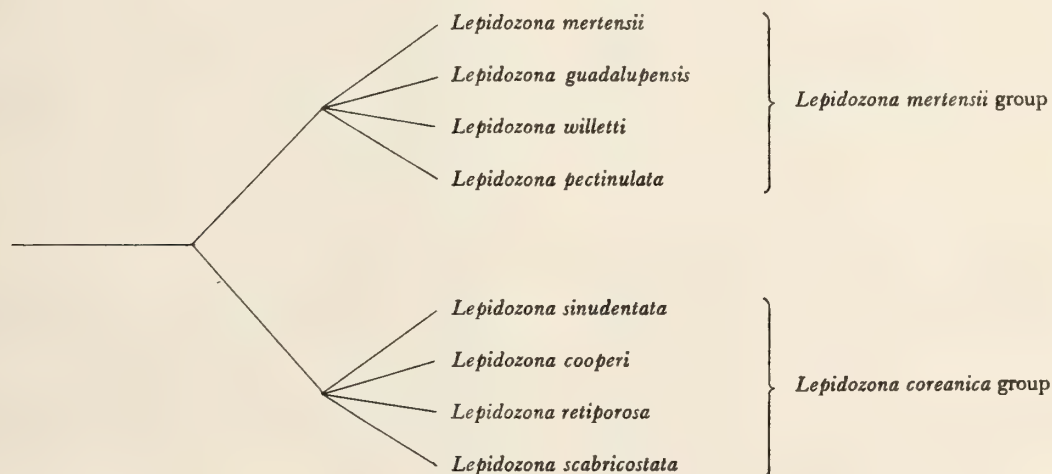 Lepidozona mertensii
Lepidozona guadalupensis
Lepidozona willetti
Lepidozona pectinulata
Lepidozona mertensii group
Lepidozona sinudentata
Lepidozona cooperi
Lepidozona retiporosa
Lepidozona scabricostata
Lepidozona coreanica group